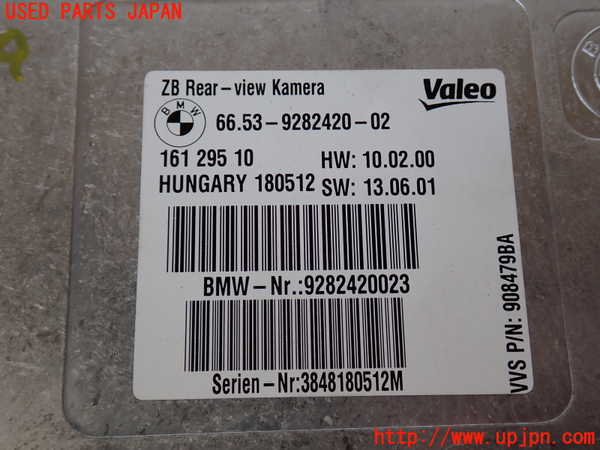 USED PARTS JAPAN
ZB Rear-view Kamera
Valeo
BMW
66.53-9282420-02
161 295 10
HW: 10.02.00
HUNGARY 180512
SW: 13.06.01
BMW-Nr.:9282420023
Serien-Nr:3848180512M
VVS P/N: 908479BA
http://www.upjpn.com/